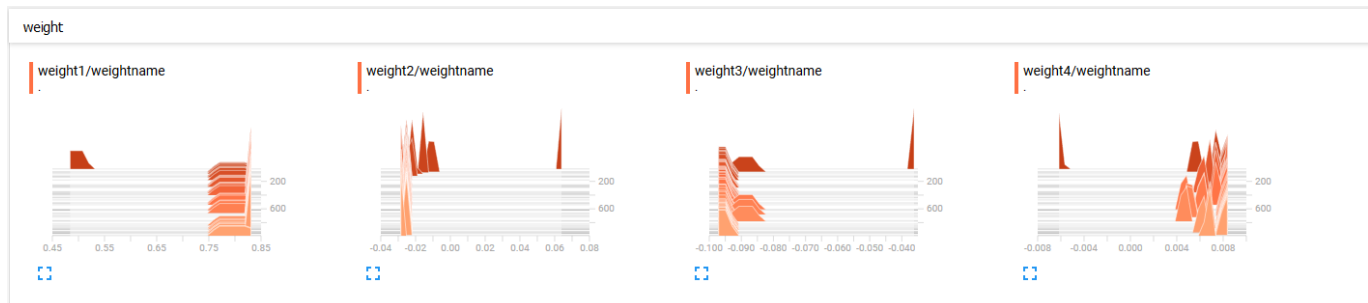 weight
weight1/weightname
.
200
600
0.45 0.55 0.65 0.75 0.85
weight2/weightname
.
200
600
-0.04 -0.02 0.00 0.02 0.04 0.06 0.08
weight3/weightname
.
200
600
-0.100 -0.090 -0.080 -0.070 -0.060 -0.050 -0.040
weight4/weightname
.
200
600
-0.008 -0.004 0.000 0.004 0.008